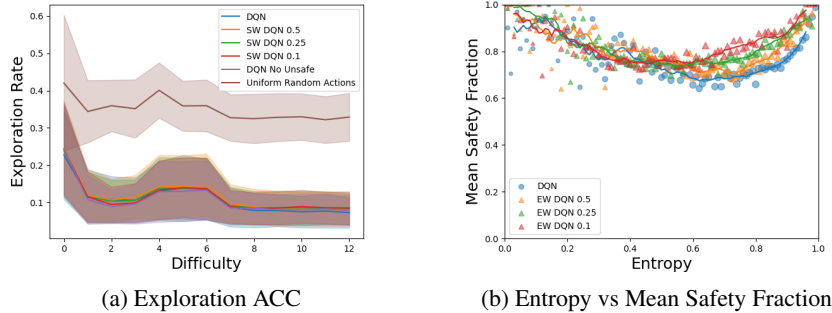 Exploration Rate
0.6
0.5
0.4
0.3
0.2
0.1
0 2 4 6 8 10 12
Difficulty
DQN
SW DQN 0.5
SW DQN 0.25
SW DQN 0.1
DQN No Unsafe
Uniform Random Actions
(a) Exploration ACC
Mean Safety Fraction
1.0
0.8
0.6
0.4
0.2
0.0
0.0 0.2 0.4 0.6 0.8 1.0
Entropy
DQN
EW DQN 0.5
EW DQN 0.25
EW DQN 0.1
(b) Entropy vs Mean Safety Fraction